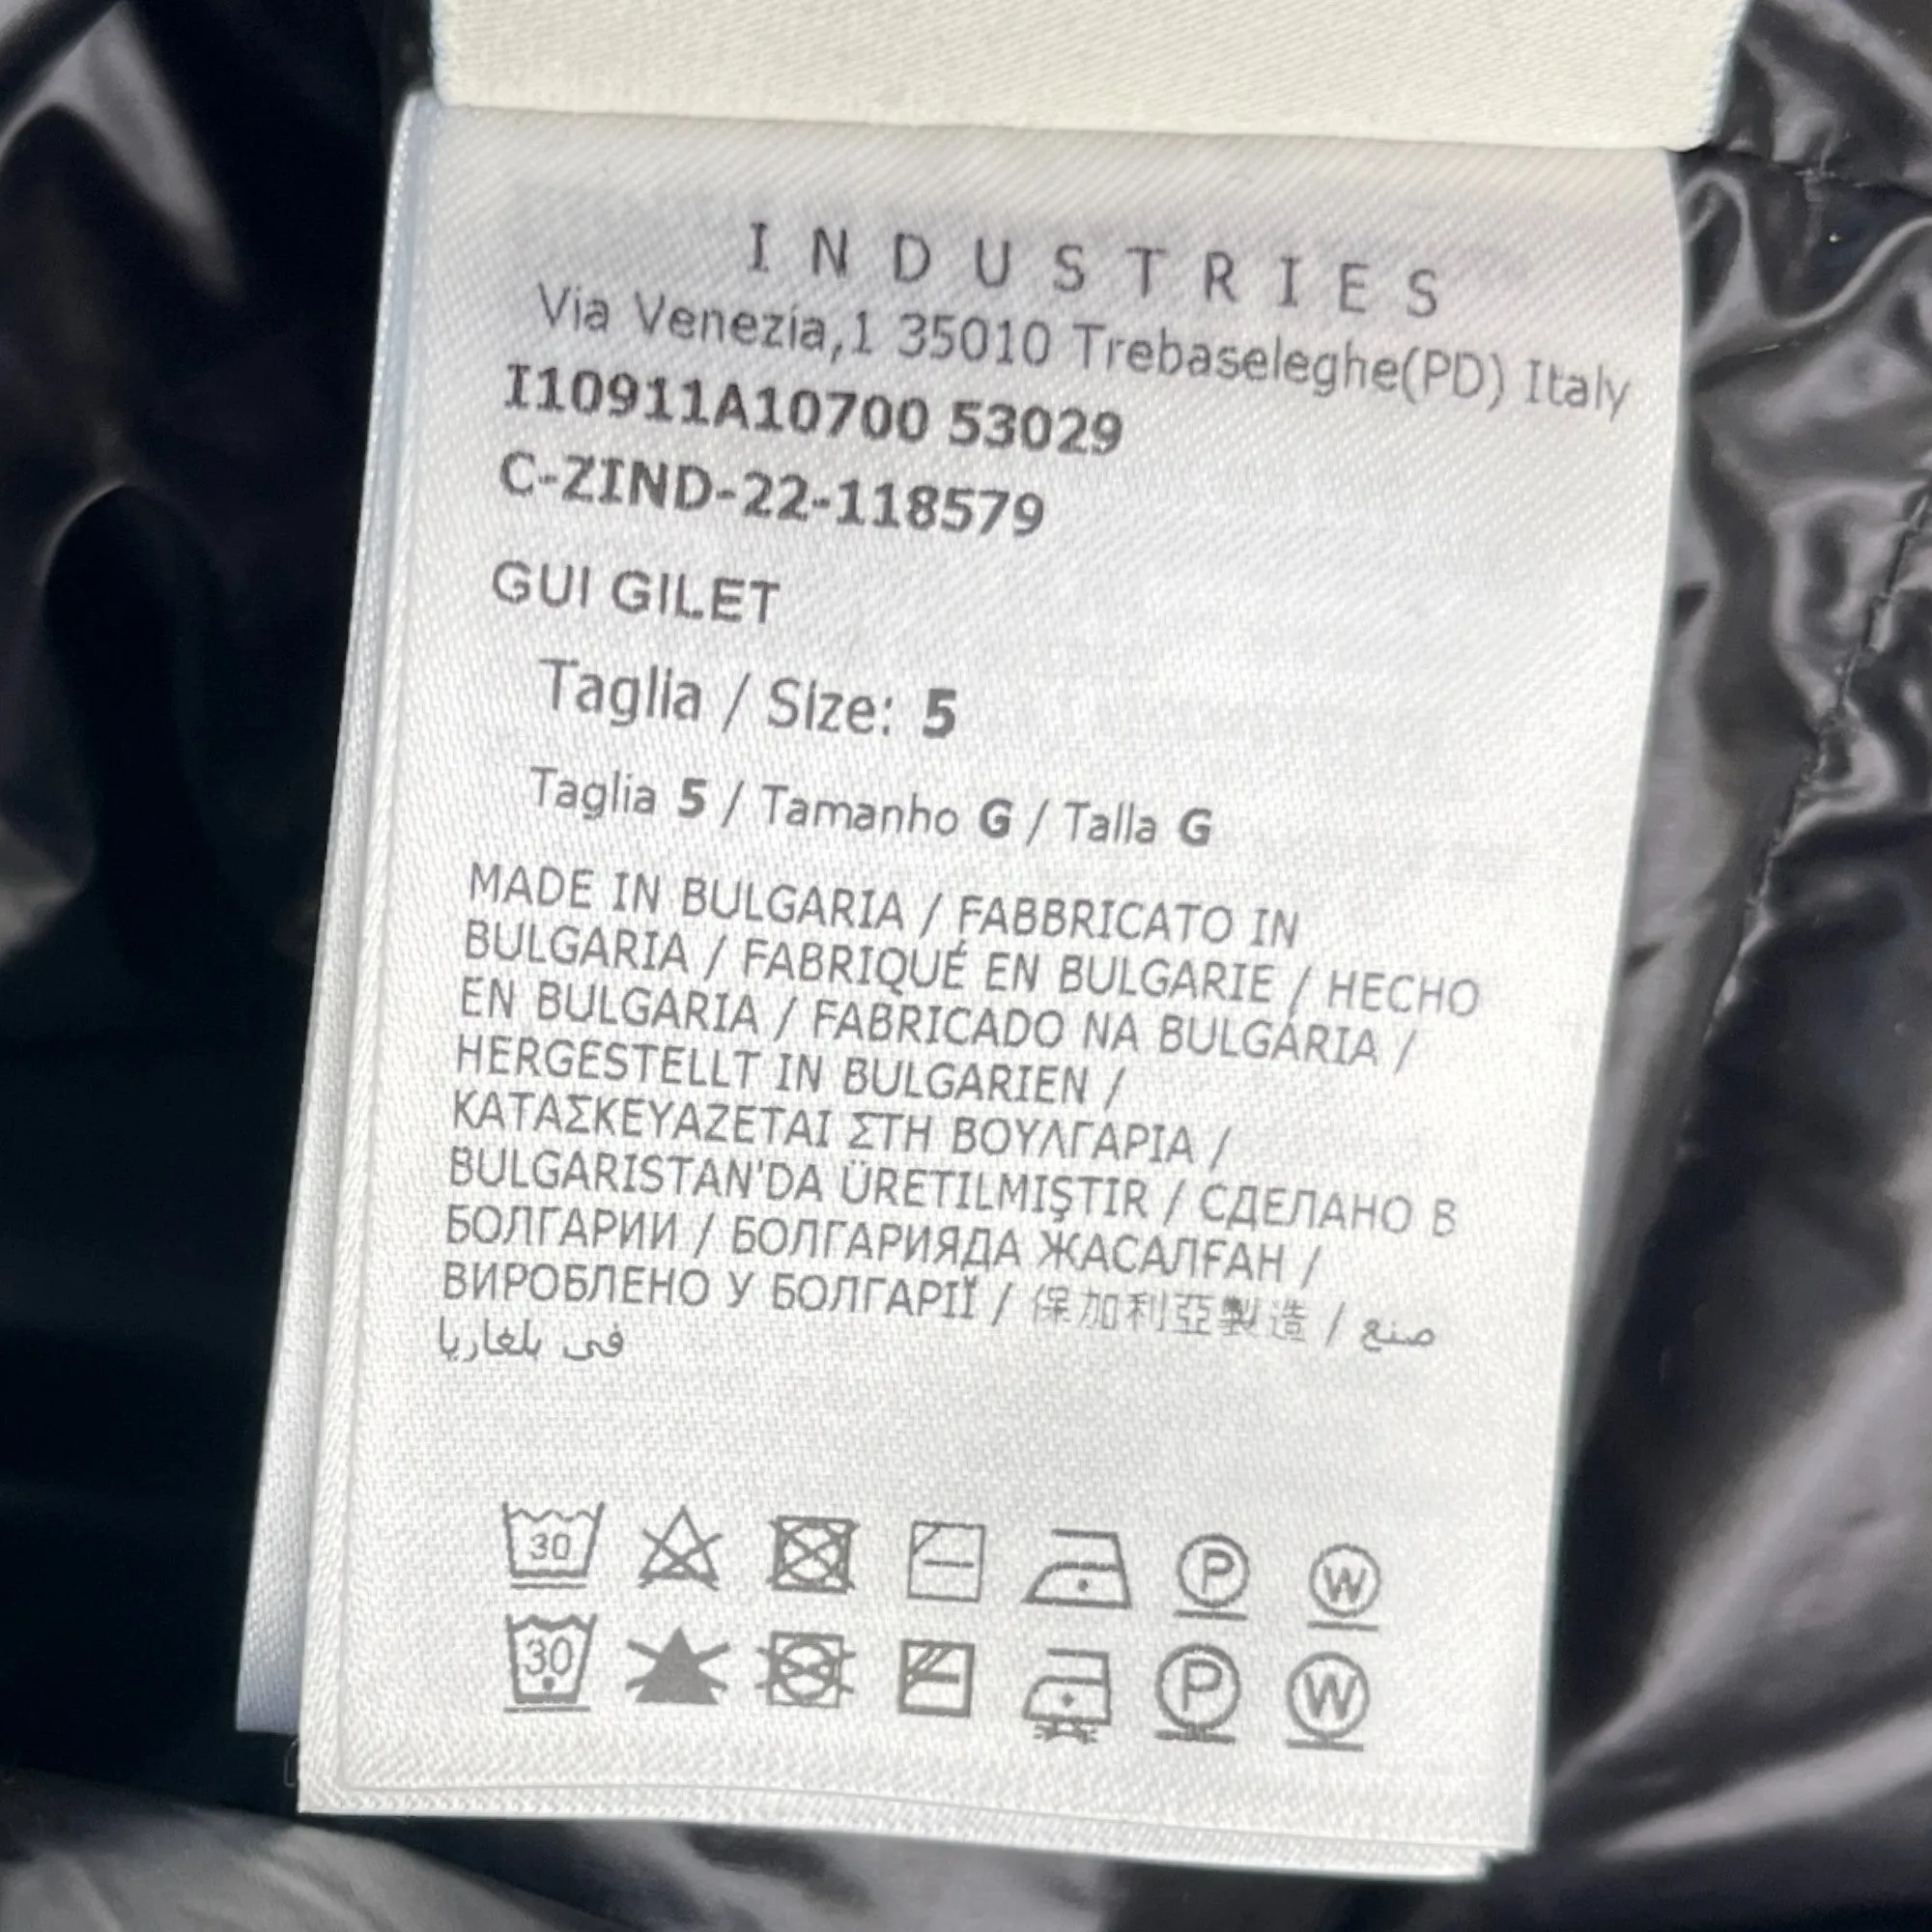 INDUSTRIES
Via Venezia,1 35010 Trebaseleghe(PD) Italy
I10911A10700 53029
C-ZIND-22-118579
GUI GILET
Taglia / Size: 5
Taglia 5 / Tamanho G / Talla G
MADE IN BULGARIA / FABBRICATO IN
BULGARIA / FABRIQUÉ EN BULGARIE / HECHO
EN BULGARIA / FABRICADO NA BULGÁRIA /
HERGESTELLT IN BULGARIEN /
ΚΑΤΑΣΚΕΥΑΖΕΤΑΙ ΣΤΗ ΒΟΥΛΓΑΡΙΑ /
BULGARISTAN'DA ÜRETILMIŞTIR / СДЕЛАНО В
БОЛГАРИИ / БОЛГАРИЯДА ЖАСАЛҒАН /
ВИРОБЛЕНО У БОЛГАРІЇ / 保加利亞製造 / صنع
في بلغاريا
30 P W
30 P W